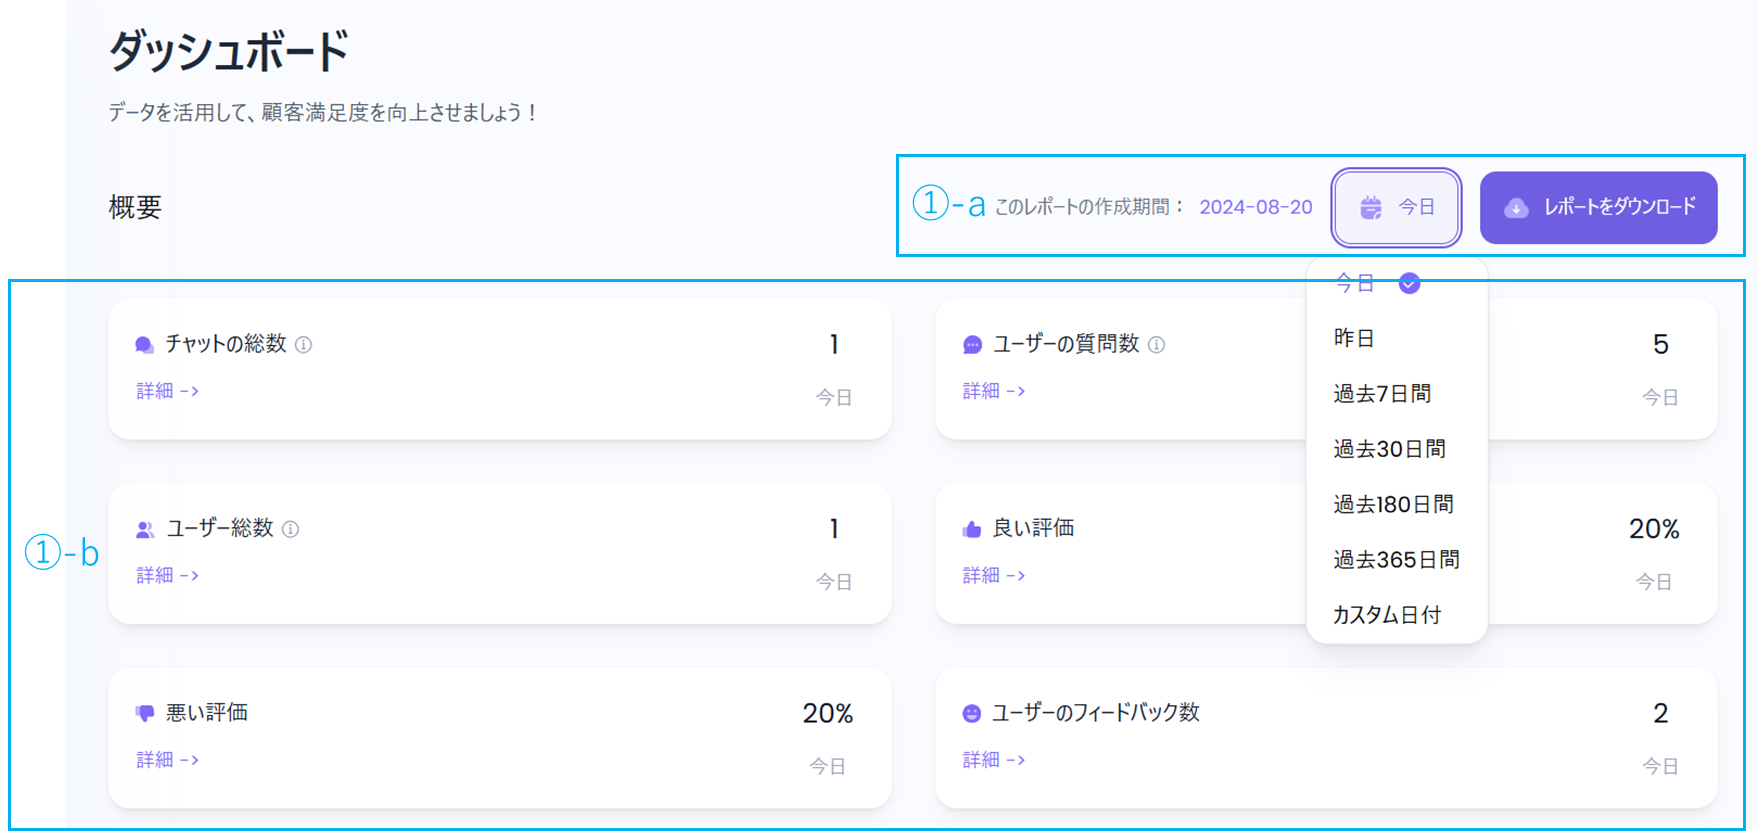 ダッシュボード
データを活用して、顧客満足度を向上させましょう！
概要
①-a このレポートの作成期間： 2024-08-20 今日 レポートをダウンロード
今日
昨日
過去7日間
過去30日間
過去180日間
過去365日間
カスタム日付
①-b
チャットの総数 1
詳細 ->
今日
ユーザーの質問数 5
詳細 ->
今日
ユーザー総数 1
詳細 ->
今日
良い評価 20%
詳細 ->
今日
悪い評価 20%
詳細 ->
今日
ユーザーのフィードバック数 2
詳細 ->
今日